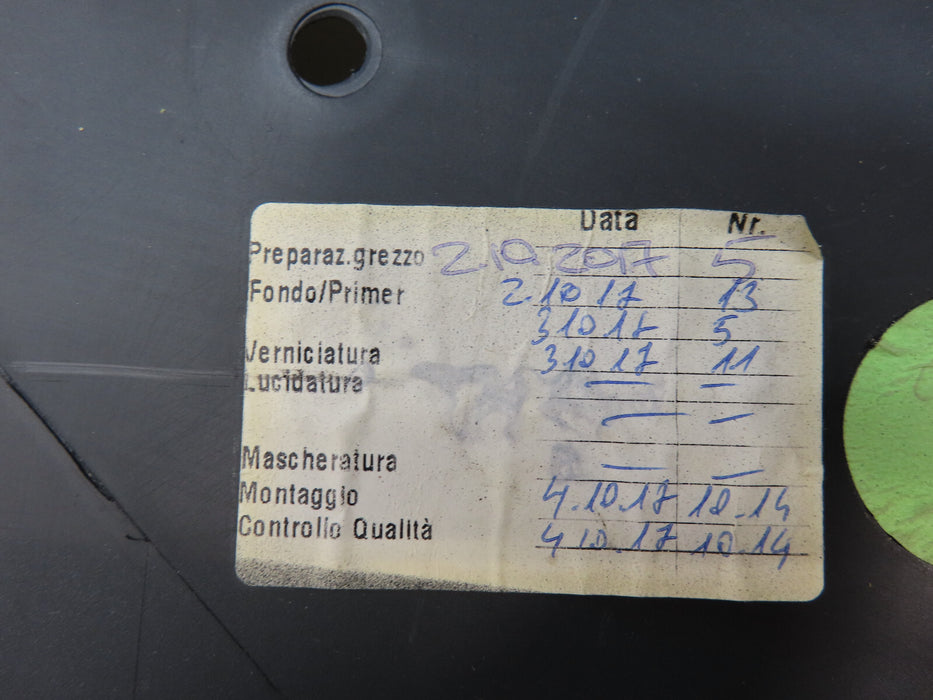 Data Nr.
Preparaz.grezzo 2.10.2017 5
Fondo/Primer 2.10 17 13
3 10 17 5
Verniciatura 3 10 17 11
Lucidatura — —
— —
Mascheratura — —
Montaggio 4.10.17 10.14
Controllo Qualità 4 10.17 10.14